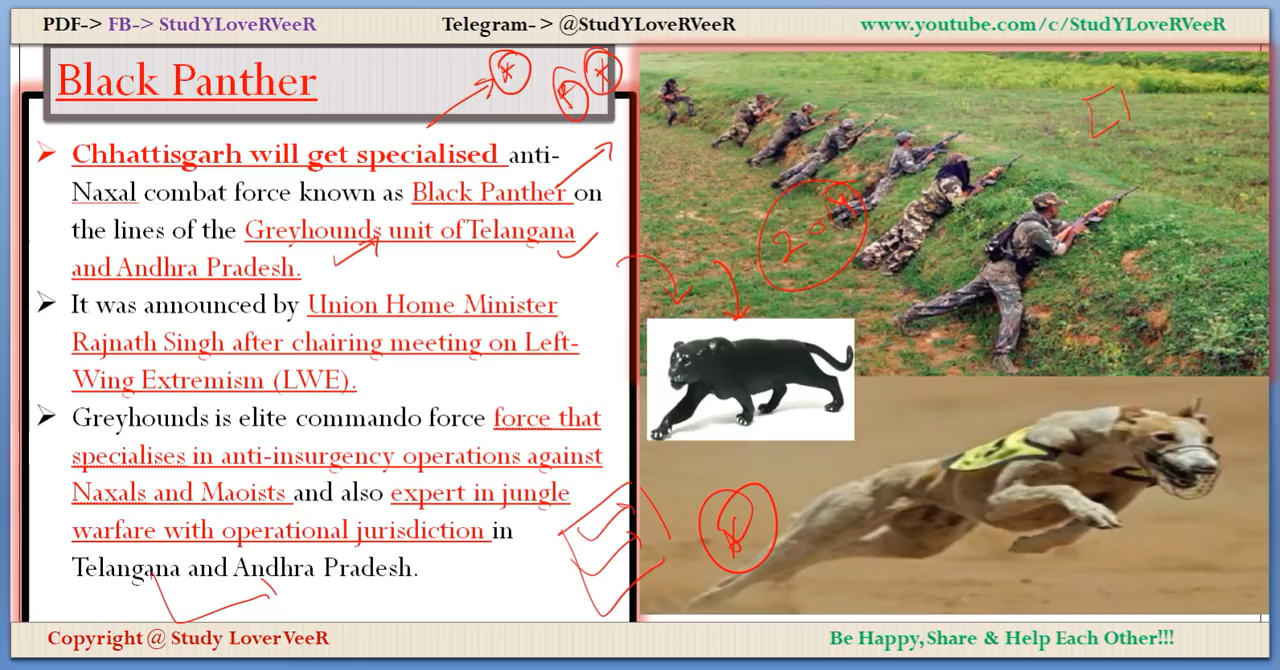 PDF-> FB-> StudYLoveRVeeR
Telegram- > @StudYLoveRVeeR
www.youtube.com/c/StudYLoveRVeeR
Black Panther
Chhattisgarh will get specialised anti-
Naxal combat force known as Black Panther on
the lines of the Greyhounds unit of Telangana
and Andhra Pradesh.
It was announced by Union Home Minister
Rajnath Singh after chairing meeting on Left-
Wing Extremism (LWE).
Greyhounds is elite commando force force that
specialises in anti-insurgency operations against
Naxals and Maoists and also expert in jungle
warfare with operational jurisdiction in
Telangana and Andhra Pradesh.
Copyright @ Study LoverVeeR
Be Happy, Share & Help Each Other!!!